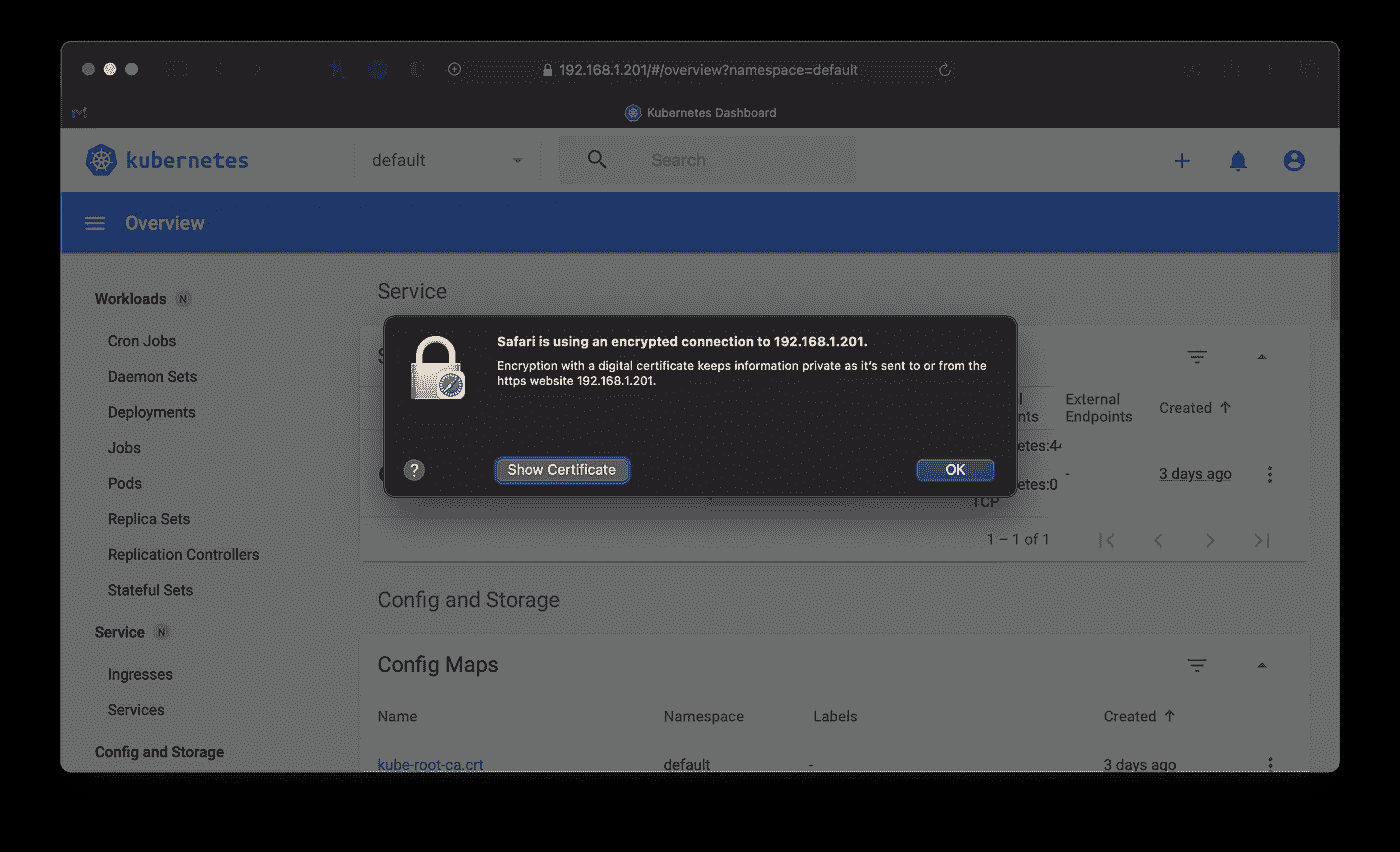 192.168.1.201/#/overview?namespace=default
Kubernetes Dashboard
kubernetes
default
Search
Overview
Workloads N
Cron Jobs
Daemon Sets
Deployments
Jobs
Pods
Replica Sets
Replication Controllers
Stateful Sets
Service N
Ingresses
Services
Config and Storage
Service
Safari is using an encrypted connection to 192.168.1.201.
Encryption with a digital certificate keeps information private as it's sent to or from the
https website 192.168.1.201.
? Show Certificate OK
External
Endpoints
Created
3 days ago
-
TCP
1 – 1 of 1
Config and Storage
Config Maps
Name Namespace Labels Created
kube-root-ca.crt default - 3 days ago